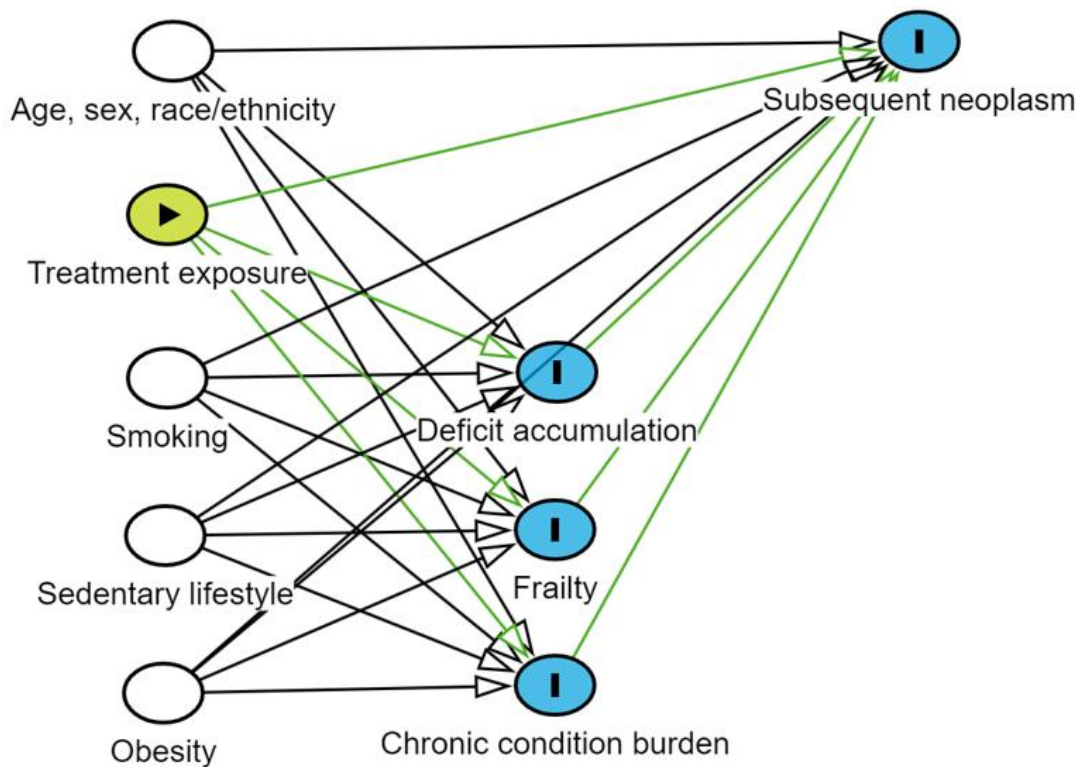 Age, sex, race/ethnicity
Subsequent neoplasm
Treatment exposure
Smoking
Deficit accumulation
Sedentary lifestyle
Frailty
Obesity
Chronic condition burden